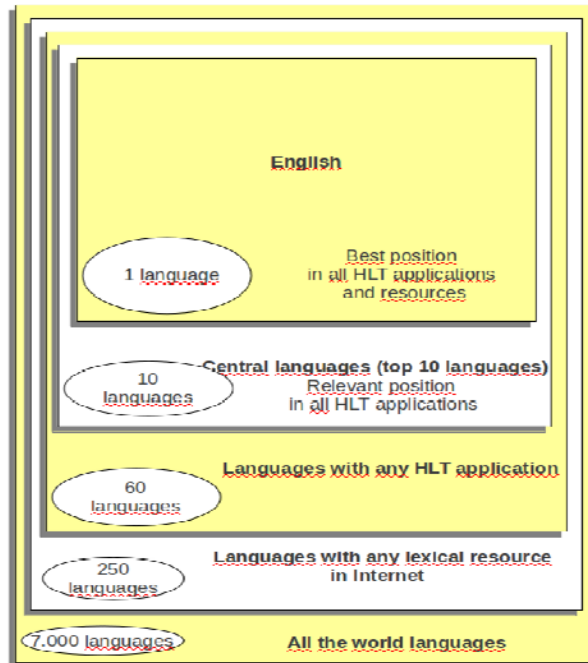 English
1 language
Best position
in all HLT applications
and resources
Central languages (top 10 languages)
10
languages
Relevant position
in all HLT applications
Languages with any HLT application
60
languages
Languages with any lexical resource
in Internet
250
languages
7.000 languages
All the world languages